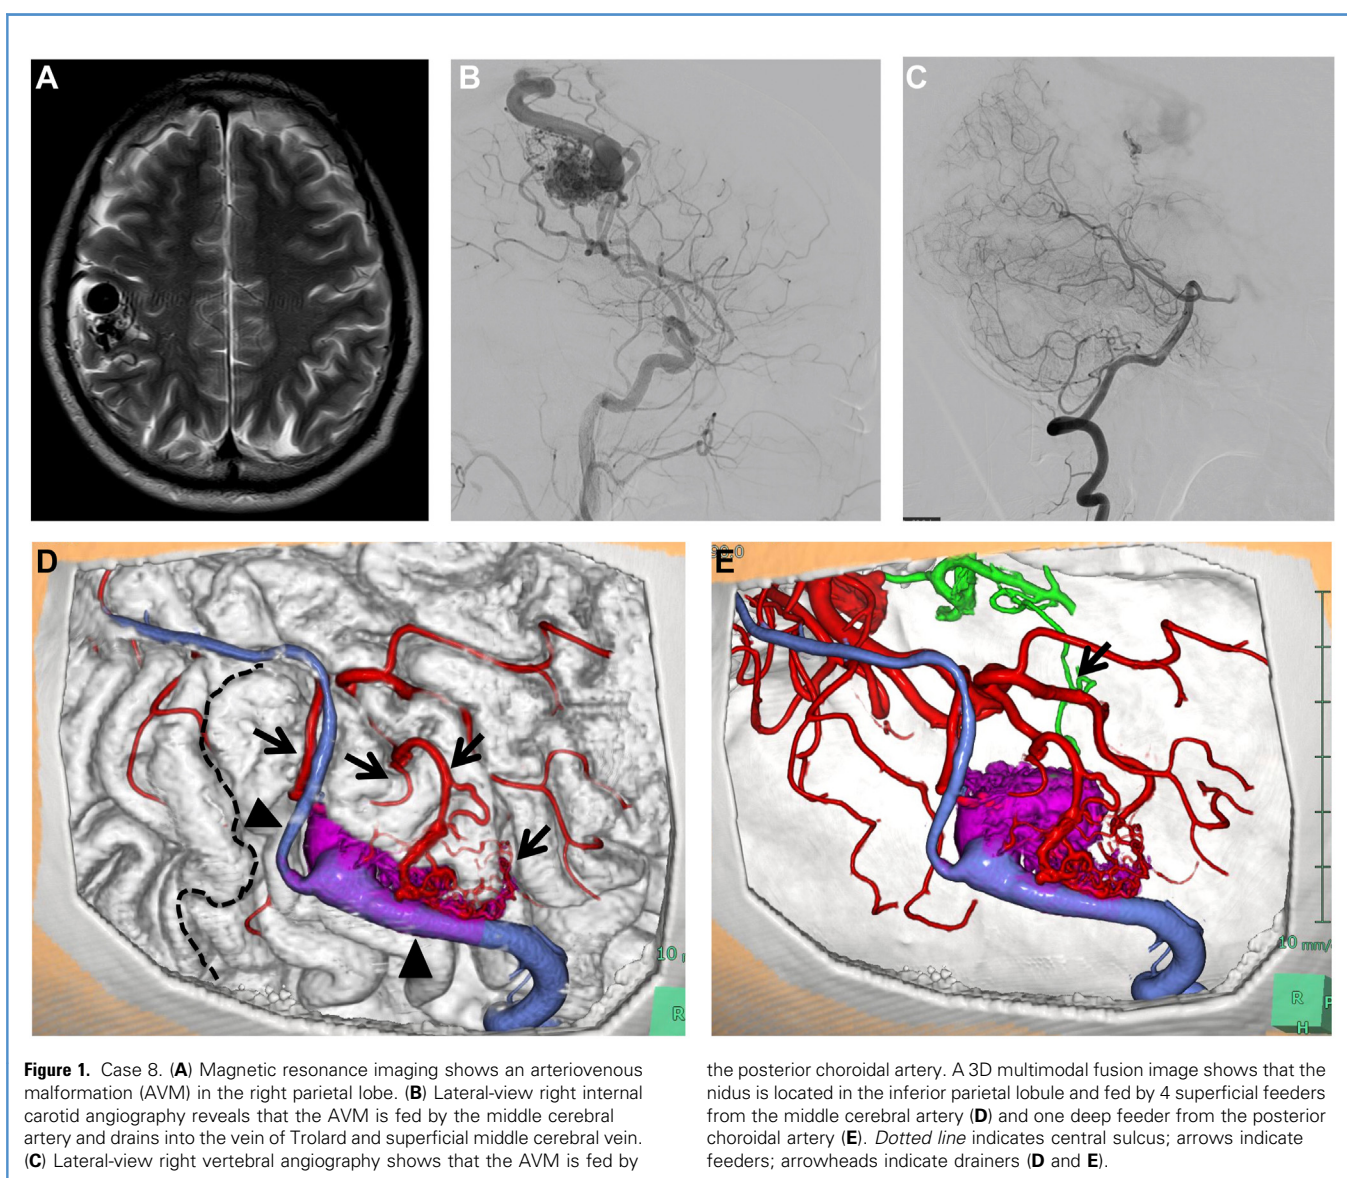 A
B
C
D
10
R
E
10 mm/
R
P
H
Figure 1. Case 8. (A) Magnetic resonance imaging shows an arteriovenous
malformation (AVM) in the right parietal lobe. (B) Lateral-view right internal
carotid angiography reveals that the AVM is fed by the middle cerebral
artery and drains into the vein of Trolard and superficial middle cerebral vein.
(C) Lateral-view right vertebral angiography shows that the AVM is fed by
the posterior choroidal artery. A 3D multimodal fusion image shows that the
nidus is located in the inferior parietal lobule and fed by 4 superficial feeders
from the middle cerebral artery (D) and one deep feeder from the posterior
choroidal artery (E). Dotted line indicates central sulcus; arrows indicate
feeders; arrowheads indicate drainers (D and E).